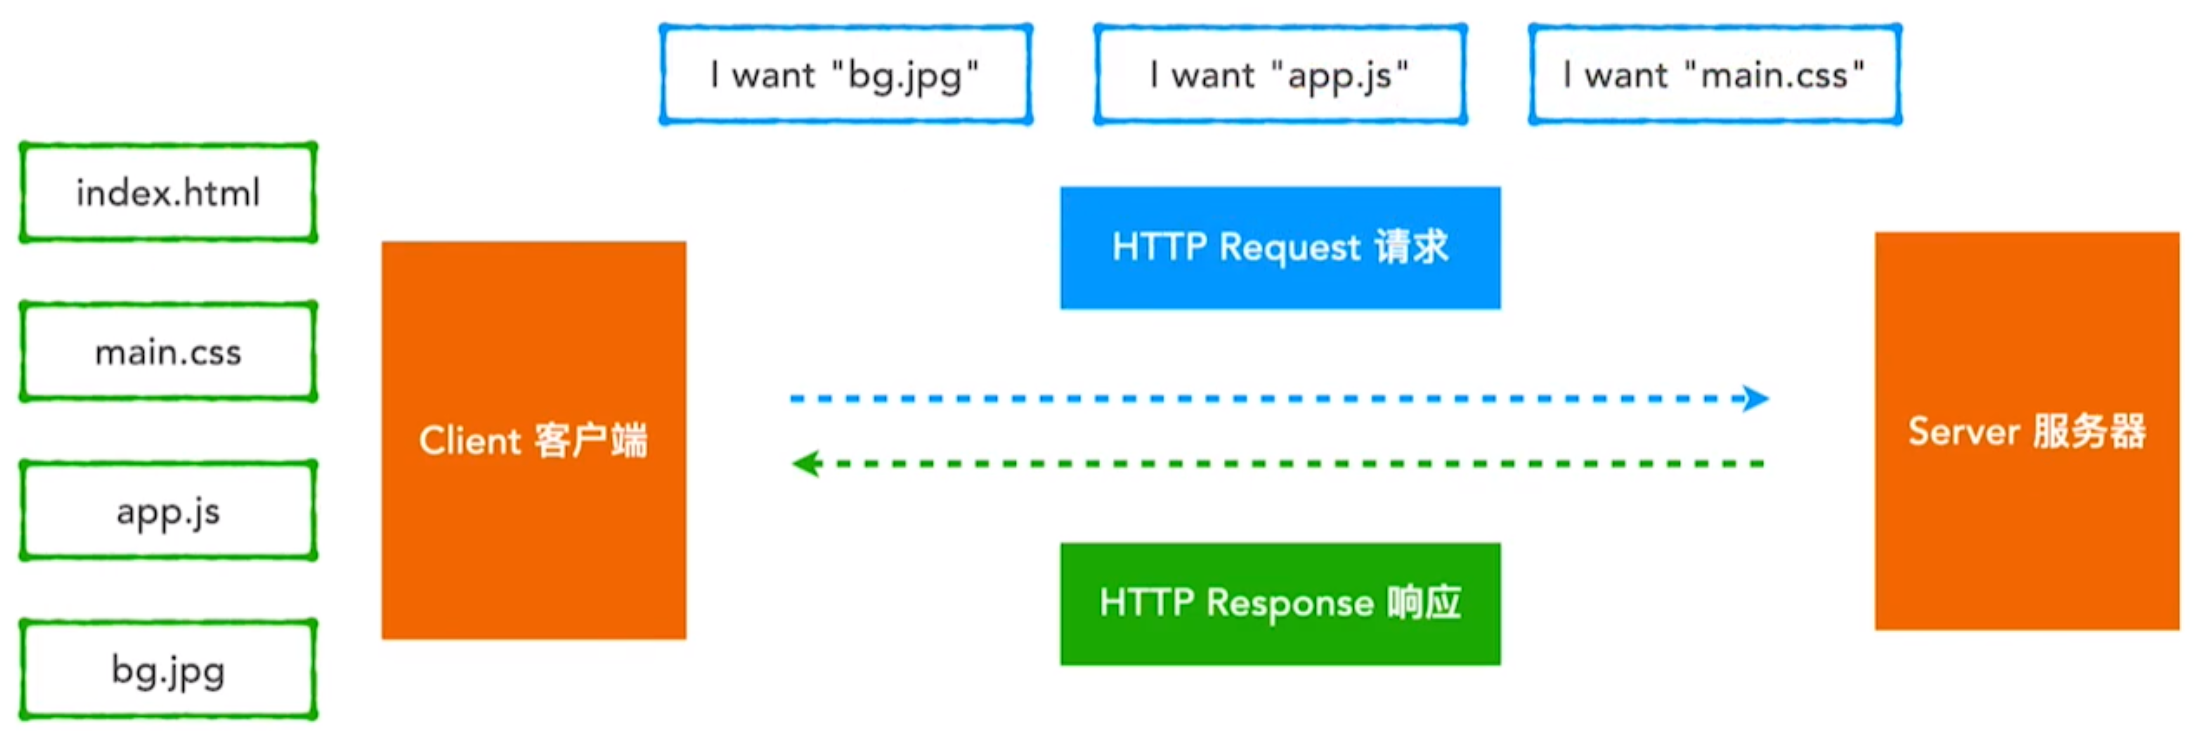 I want "bg.jpg"
I want "app.js"
I want "main.css"
index.html
main.css
app.js
bg.jpg
Client 客户端
HTTP Request 请求
HTTP Response 响应
Server 服务器